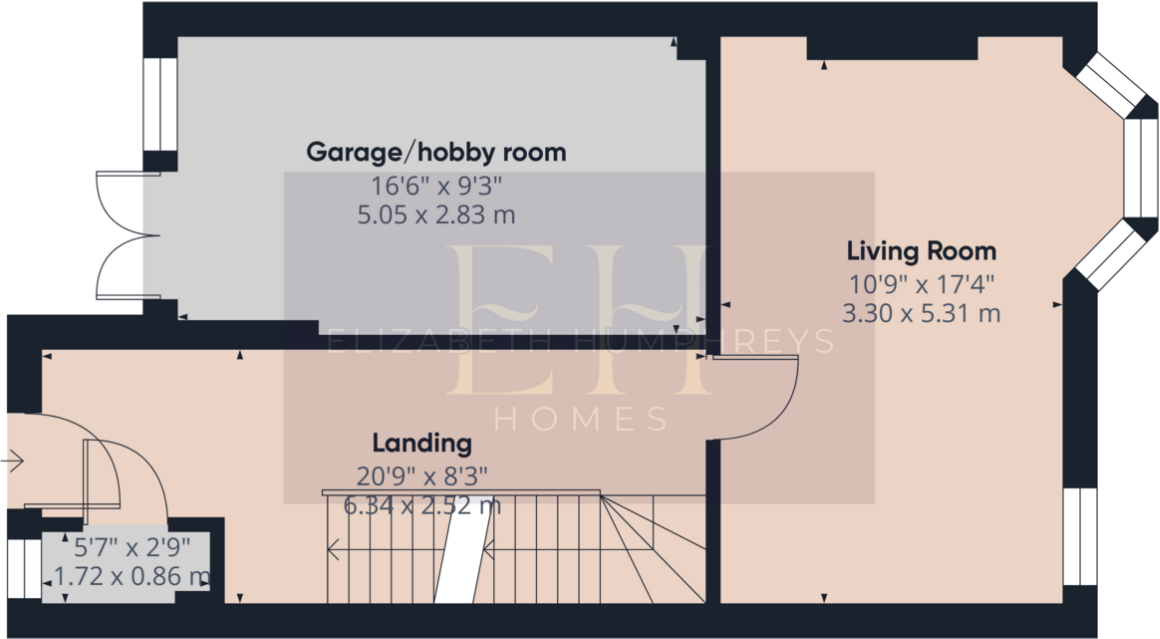 Garage/hobby room
16'6" x 9'3"
5.05 x 2.83 m
Living Room
10'9" x 17'4"
3.30 x 5.31 m
EH
ELIZABETH HUMPHREYS
HOMES
Landing
20'9" x 8'3"
6.34 x 2.52 m
5'7" x 2'9"
1.72 x 0.86 m